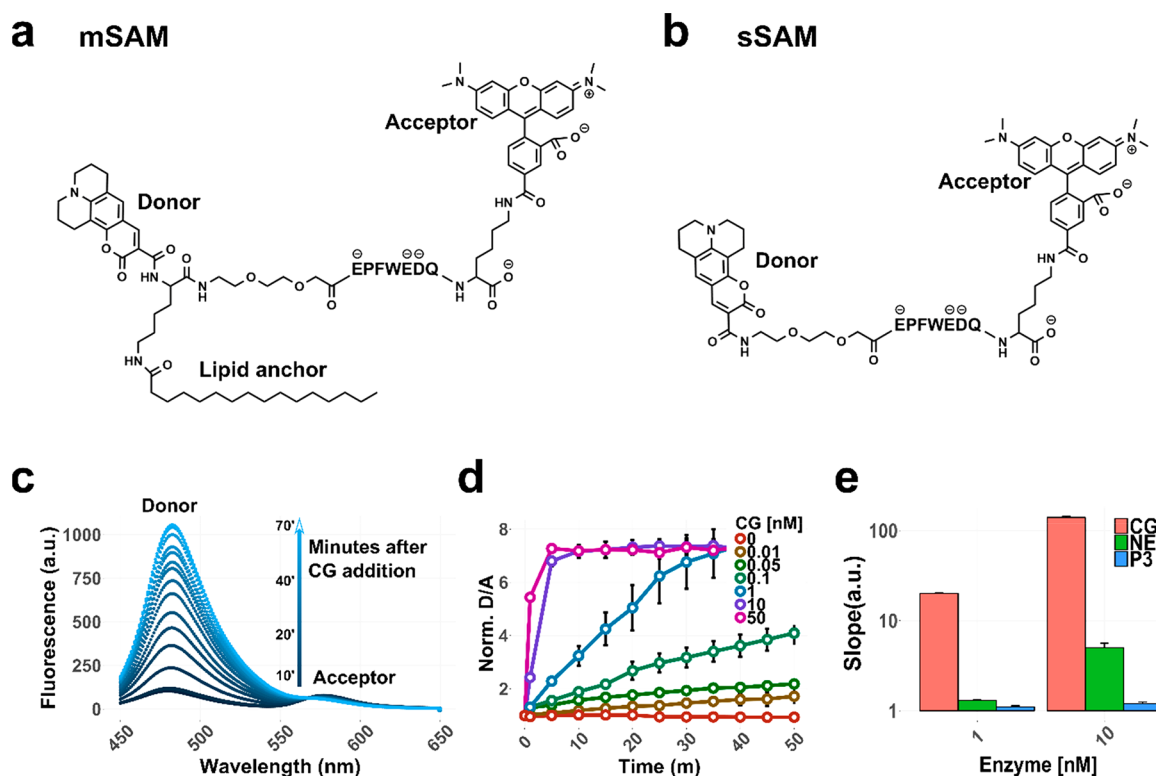 a mSAM
b sSAM
Acceptor
Donor
EPFWEDQ
Lipid anchor
Acceptor
Donor
EPFWEDQ
c
Donor
Fluorescence (a.u.)
1000
750
500
250
0
450
500
550
600
650
Wavelength (nm)
70'
40'
20'
10'
Minutes after
CG addition
Acceptor
d
Norm. D/A
8
6
4
2
0
10
20
30
40
50
Time (m)
CG [nM]
0
0.01
0.05
0.1
1
10
50
e
Slope(a.u.)
100
10
1
1
10
Enzyme [nM]
CG
NE
P3